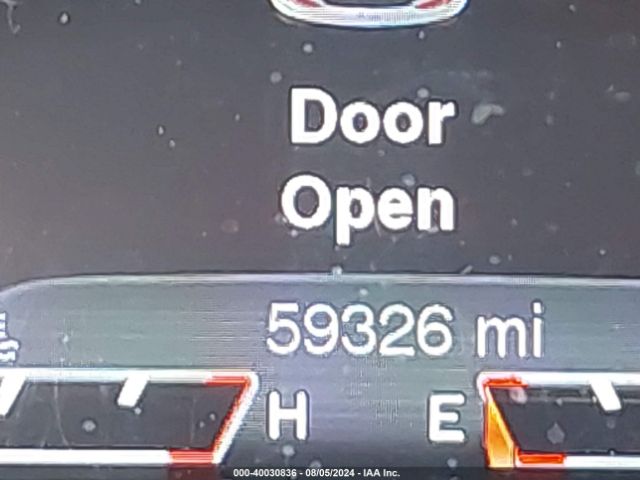 Door
Open
59326 mi
H E
000-40030836 - 08/05/2024 - IAA Inc.